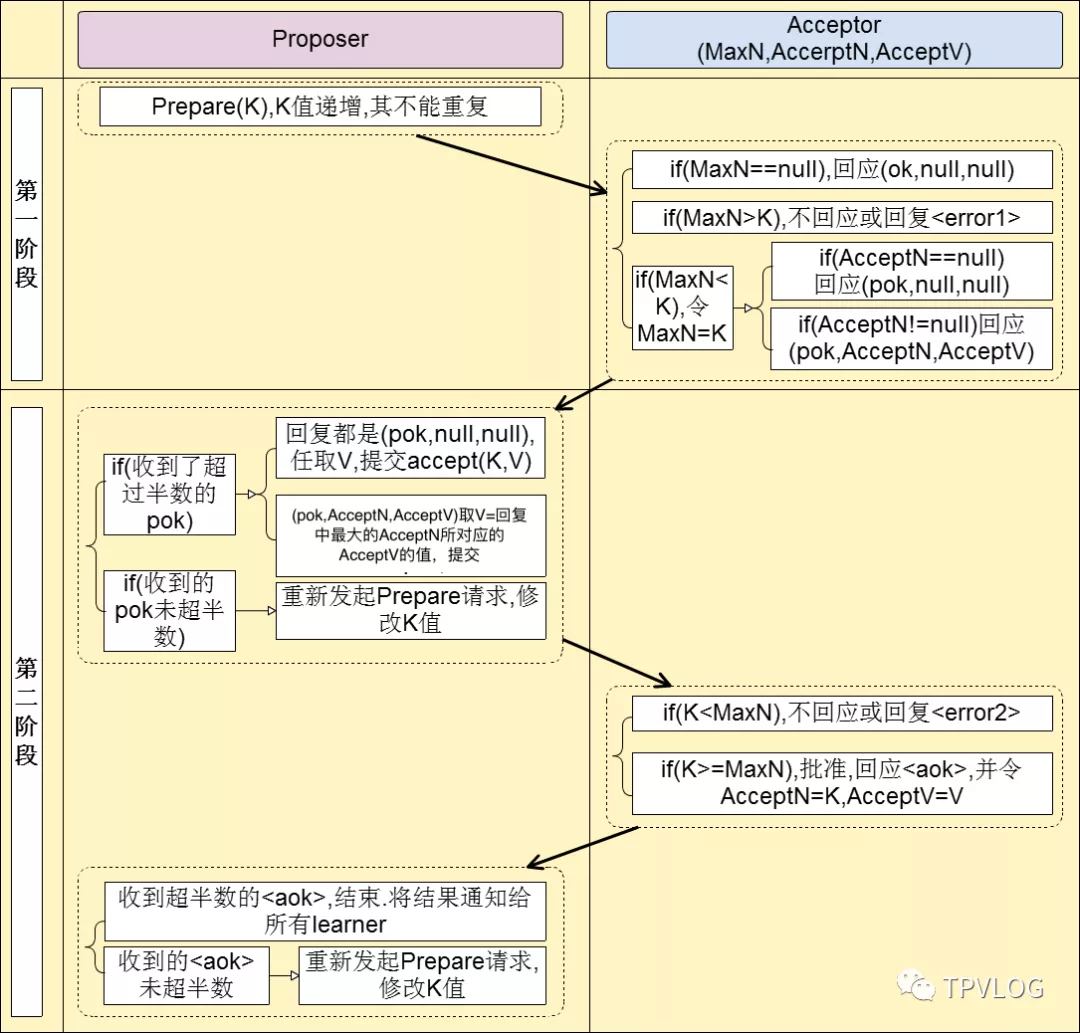 Proposer
Acceptor
(MaxN,AccerptN,AcceptV)
第一阶段
Prepare(K),K值递增,其不能重复
if(MaxN==null),回应(ok,null,null)
if(MaxN>K),不回应或回复<error1>
if(MaxN<
K),令
MaxN=K
if(AcceptN==null)
回应(pok,null,null)
if(AcceptN!=null)回应
(pok,AcceptN,AcceptV)
第二阶段
if(收到了超
过半数的
pok)
回复都是(pok,null,null),
任取V,提交accept(K,V)
(pok,AcceptN,AcceptV)取V=回复
中最大的AcceptN所对应的
AcceptV的值，提交
if(收到的
pok未超半
数)
重新发起Prepare请求,修
改K值
if(K<MaxN),不回应或回复<error2>
if(K>=MaxN),批准,回应<aok>,并令
AcceptN=K,AcceptV=V
收到超半数的<aok>,结束.将结果通知给
所有learner
收到的<aok>
未超半数
重新发起Prepare请求,
修改K值
TPVLOG